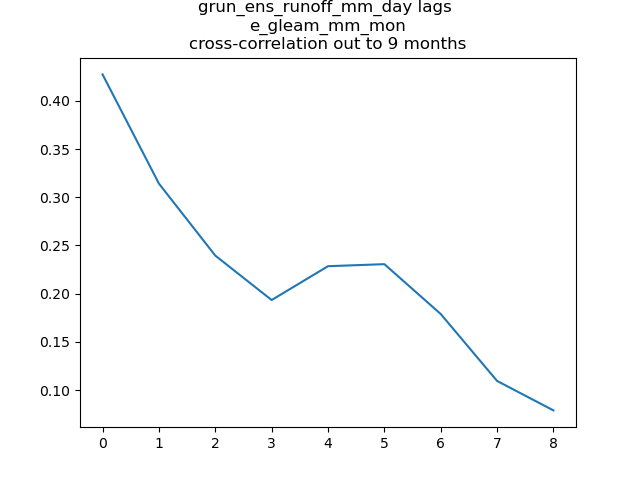 grun_ens_runoff_mm_day lags
e_gleam_mm_mon
cross-correlation out to 9 months
0.40
0.35
0.30
0.25
0.20
0.15
0.10
0 1 2 3 4 5 6 7 8